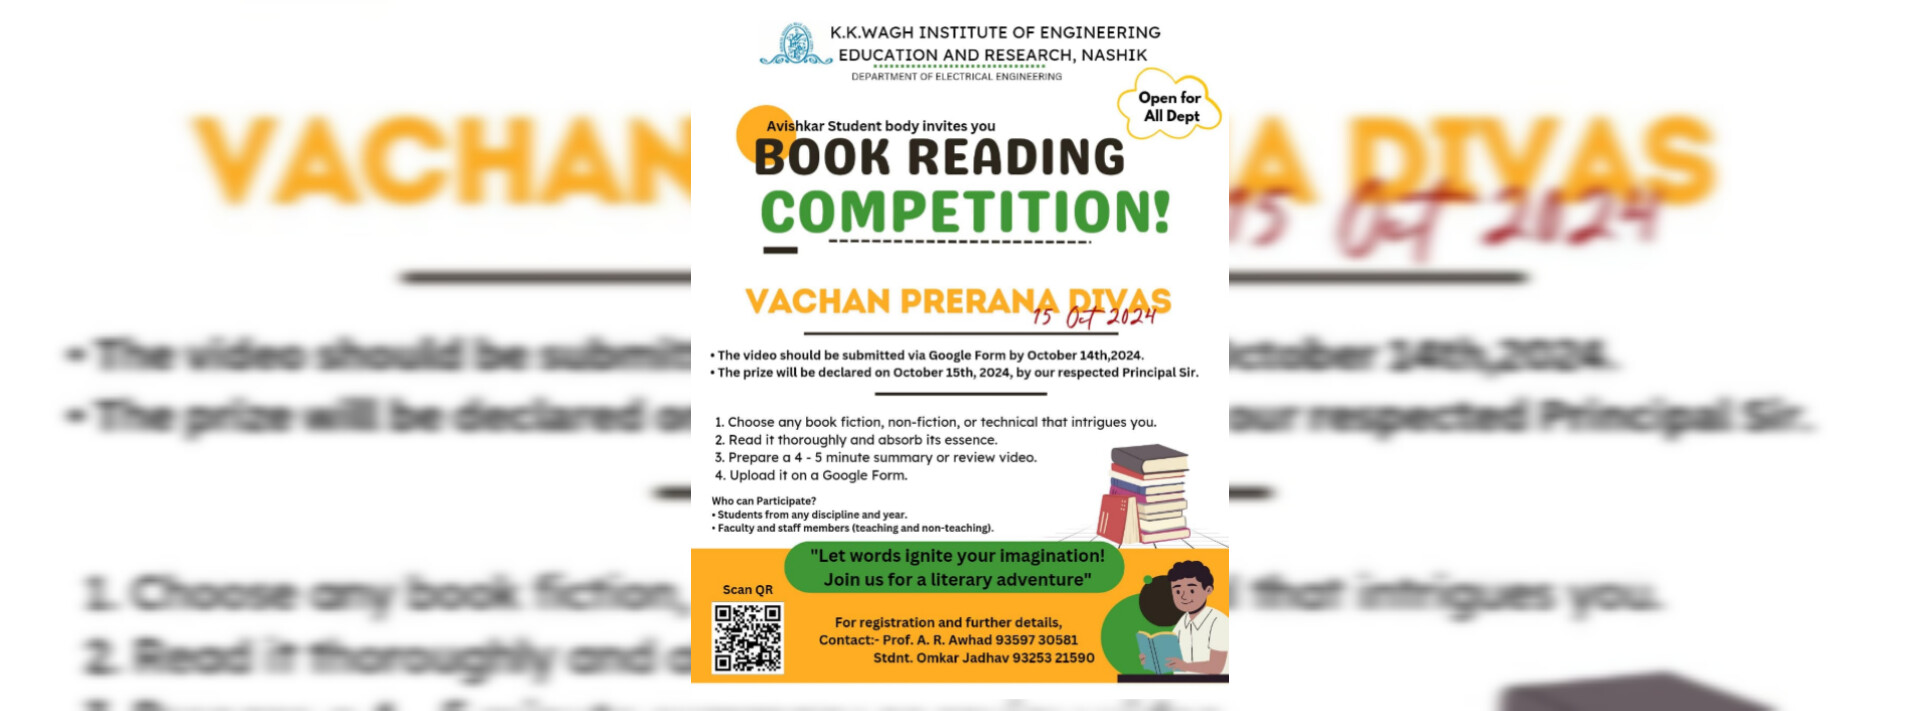 K.K.WAGH INSTITUTE OF ENGINEERING
EDUCATION AND RESEARCH, NASHIK
DEPARTMENT OF ELECTRICAL ENGINEERING
Open for
All Dept
Avishkar Student body invites you
BOOK READING
COMPETITION!
VACHAN PRERANA DIVAS
15 Oct 2024
• The video should be submitted via Google Form by October 14th,2024.
• The prize will be declared on October 15th, 2024, by our respected Principal Sir.
1. Choose any book fiction, non-fiction, or technical that intrigues you.
2. Read it thoroughly and absorb its essence.
3. Prepare a 4 - 5 minute summary or review video.
4. Upload it on a Google Form.
Who can Participate?
• Students from any discipline and year.
• Faculty and staff members (teaching and non-teaching).
"Let words ignite your imagination!
Join us for a literary adventure"
Scan QR
For registration and further details,
Contact:- Prof. A. R. Awhad 93597 30581
Stdnt. Omkar Jadhav 93253 21590